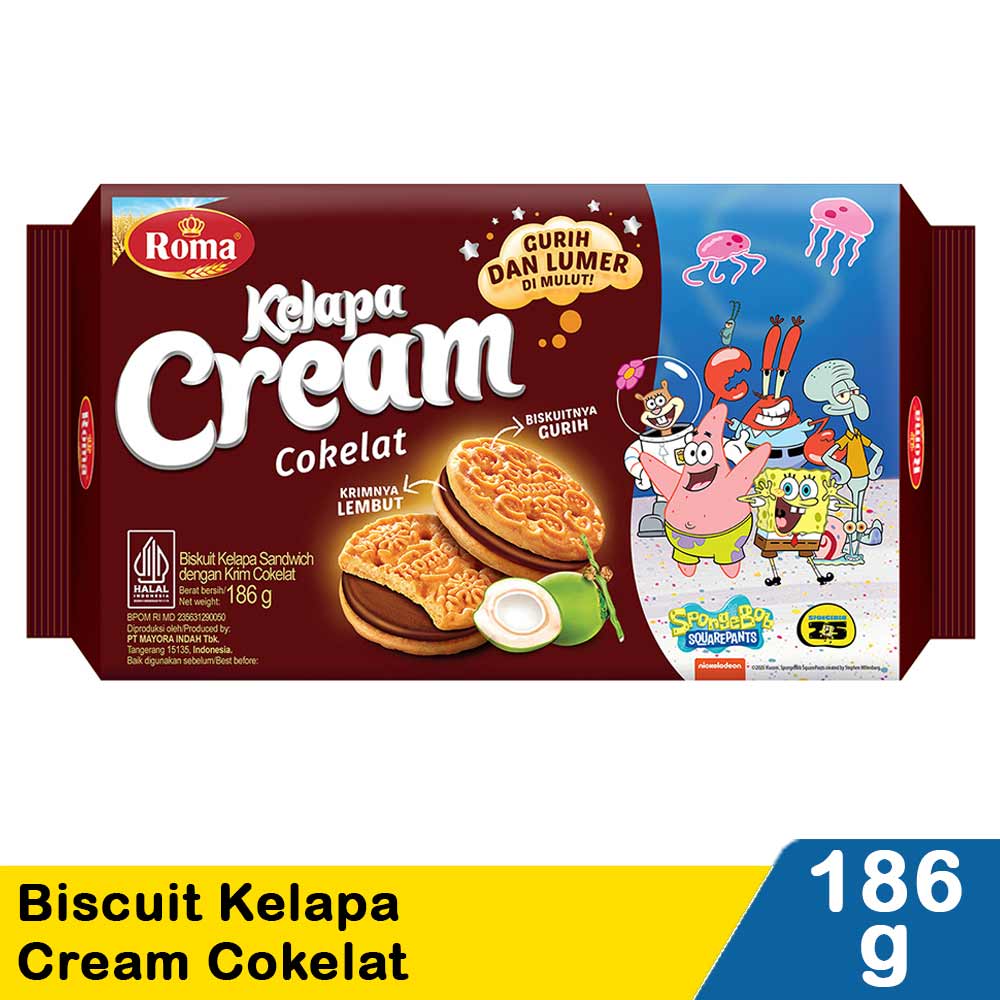 Roma
Kelapa
Cream
Cokelat
GURIH
DAN LUMER
DI MULUT!
BISKUITNYA
GURIH
KRIMNYA
LEMBUT
HALAL
INDONESIA
Biskuit Kelapa Sandwich
dengan Krim Cokelat
Berat bersih/
Net weight: 186 g
BPOM RI MD 235631290050
Diproduksi oleh/Produced by:
PT MAYORA INDAH Tbk.
Tangerang 15135, Indonesia.
Baik digunakan sebelum/Best before:
Roma
Roma
SPONGEBOB
SQUAREPANTS
nickelodeon
SPONGEBOB
25
Biscuit Kelapa
Cream Cokelat
186
g